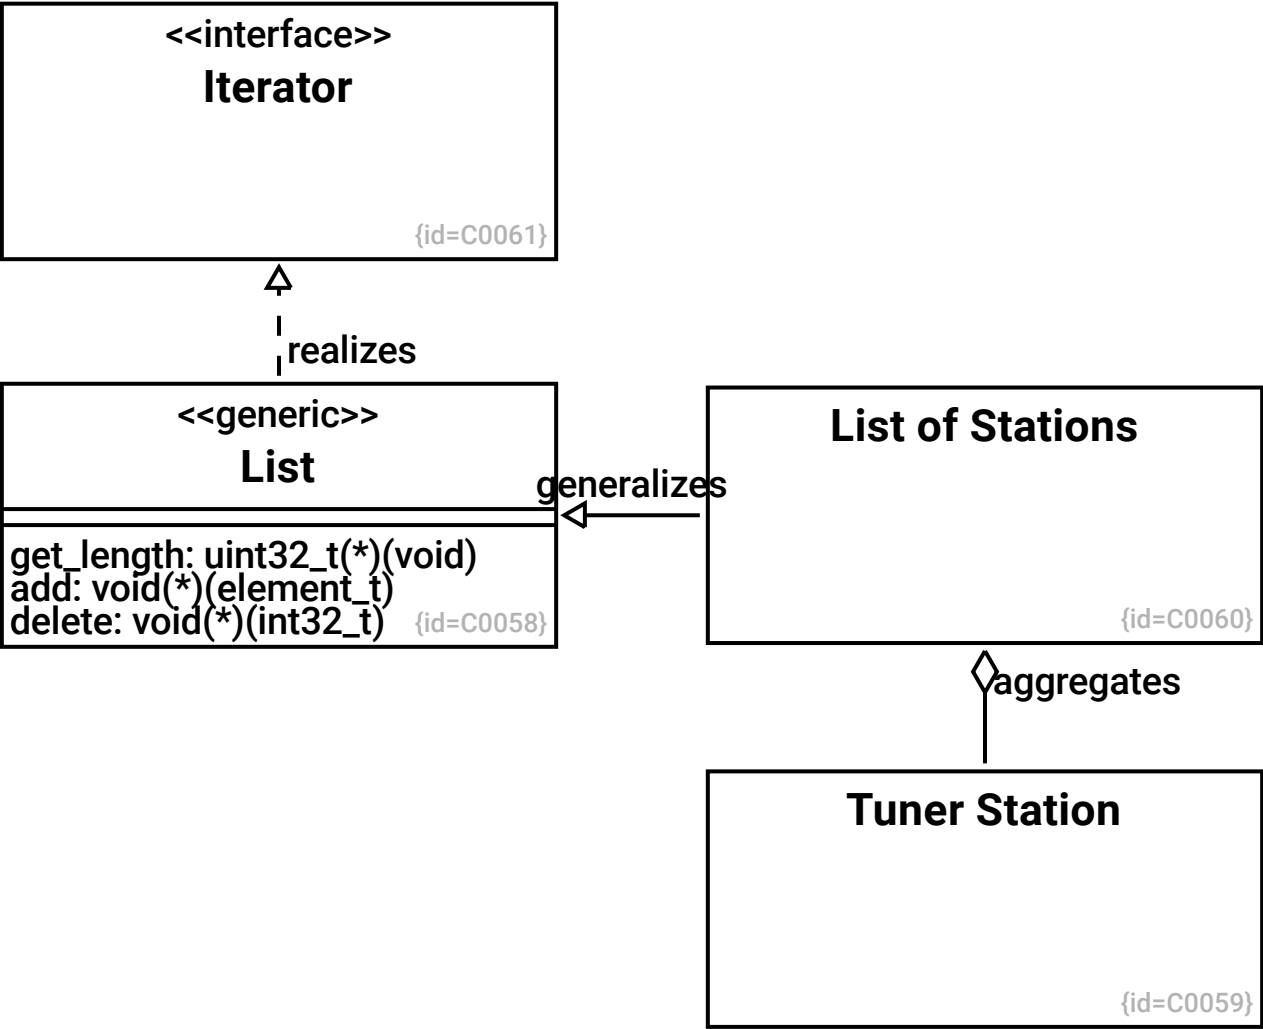 <<interface>>
Iterator
{id=C0061}
realizes
<<generic>>
List
get_length: uint32_t(*)(void)
add: void(*)(element_t)
delete: void(*)(int32_t)
{id=C0058}
generalizes
List of Stations
{id=C0060}
aggregates
Tuner Station
{id=C0059}